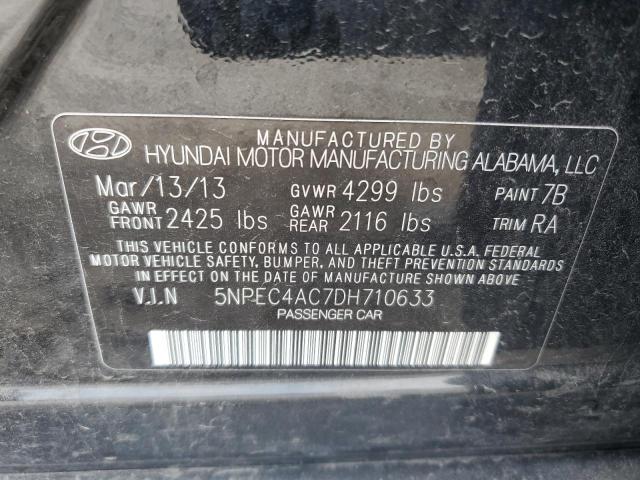 MANUFACTURED BY
HYUNDAI MOTOR MANUFACTURING ALABAMA, LLC
Mar/13/13 GVWR 4299 lbs PAINT 7B
GAWR FRONT 2425 lbs GAWR REAR 2116 lbs TRIM RA
THIS VEHICLE CONFORMS TO ALL APPLICABLE U.S.A. FEDERAL
MOTOR VEHICLE SAFETY, BUMPER, AND THEFT PREVENTION STANDARDS
IN EFFECT ON THE DATE OF MANUFACTURE SHOWN ABOVE
V.I.N 5NPEC4AC7DH710633
PASSENGER CAR